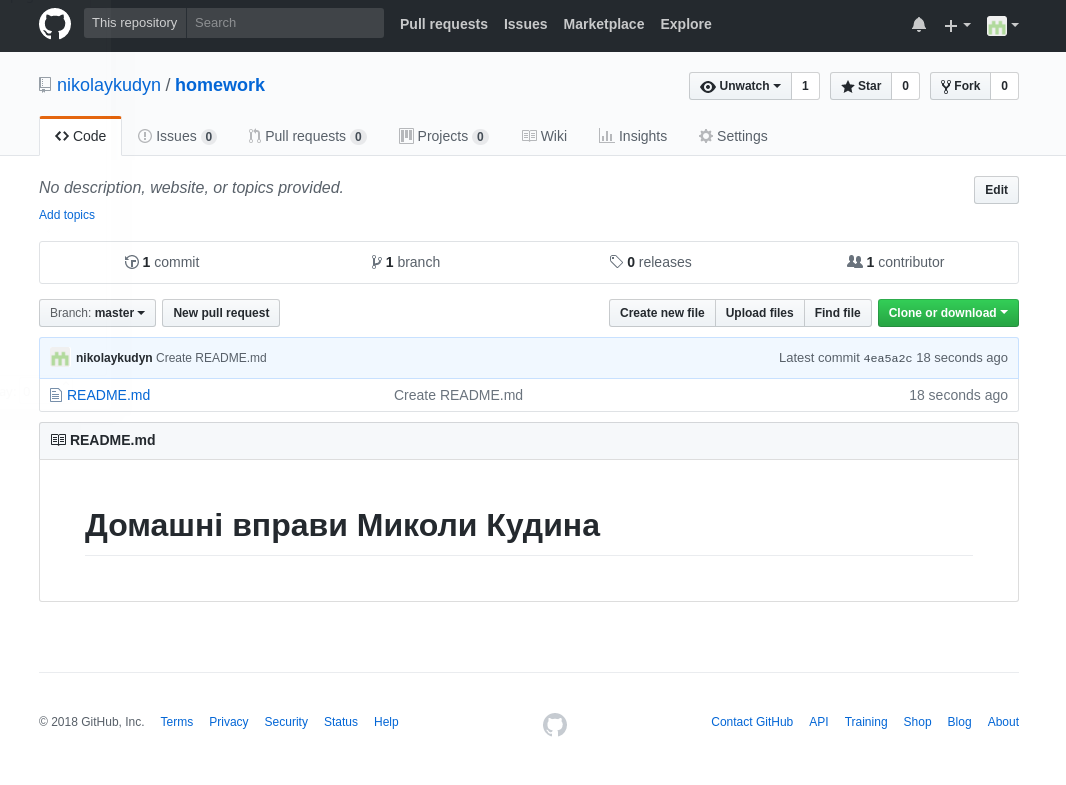 This repository Search Pull requests Issues Marketplace Explore
nikolaykudyn / homework Unwatch 1 Star 0 Fork 0
Code Issues 0 Pull requests 0 Projects 0 Wiki Insights Settings
No description, website, or topics provided. Edit
Add topics
1 commit 1 branch 0 releases 1 contributor
Branch: master New pull request Create new file Upload files Find file Clone or download
nikolaykudyn Create README.md Latest commit 4ea5a2c 18 seconds ago
README.md Create README.md 18 seconds ago
README.md
Домашні вправи Миколи Кудина
© 2018 GitHub, Inc. Terms Privacy Security Status Help Contact GitHub API Training Shop Blog About